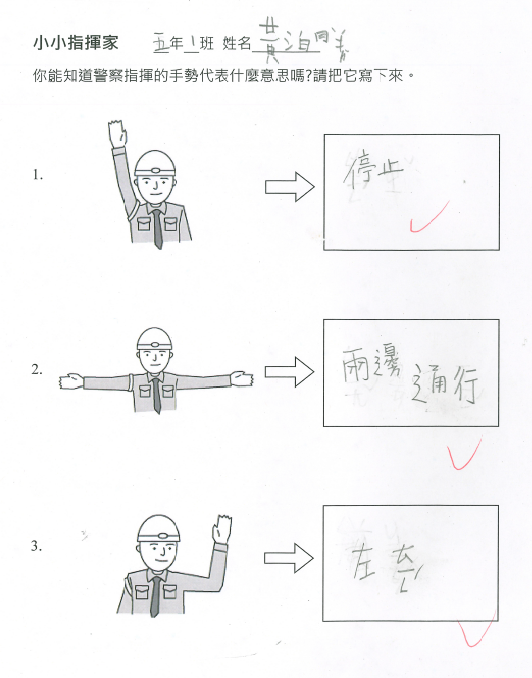 小小指揮家 五年1班 姓名 黃泊
你能知道警察指揮的手勢代表什麼意思嗎?請把它寫下來。
1.
停止
2.
兩邊通行
3.
左